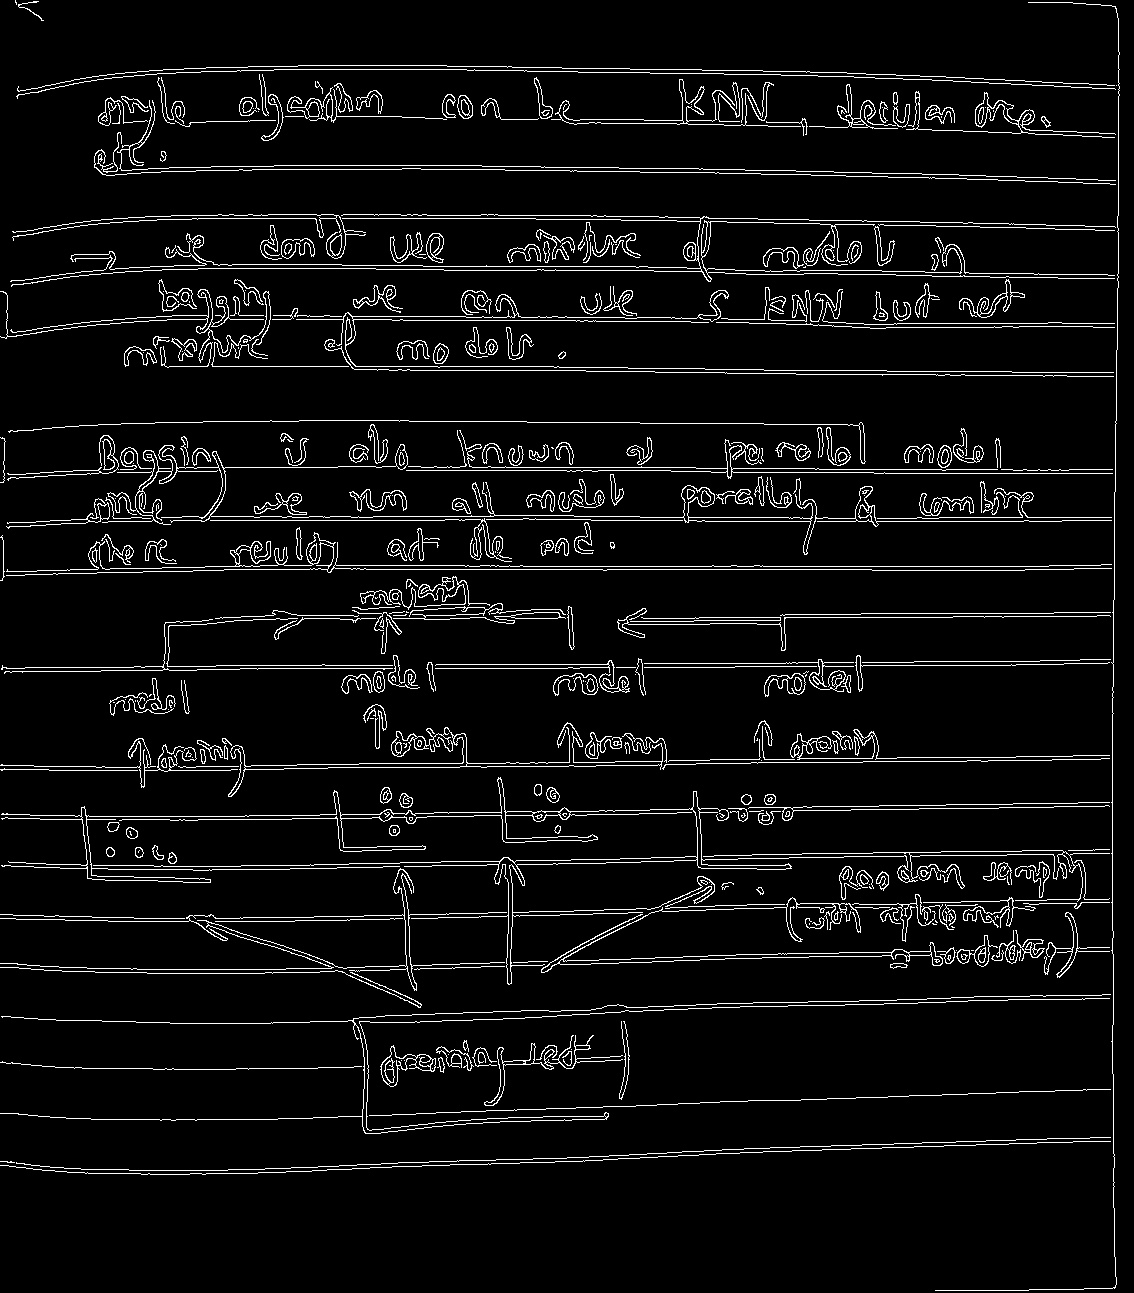 single algorithm can be KNN, decision tree.
etc.
→ we don't use mixture of models in
bagging, we can use 5 KNN but not
mixture of models.
Bagging is also known as parallel model
since we run all models parallely & combine
there results at the end.
majority
model model model model
training training training training
Random sampling
(with replacement
= bootstrap)
training set